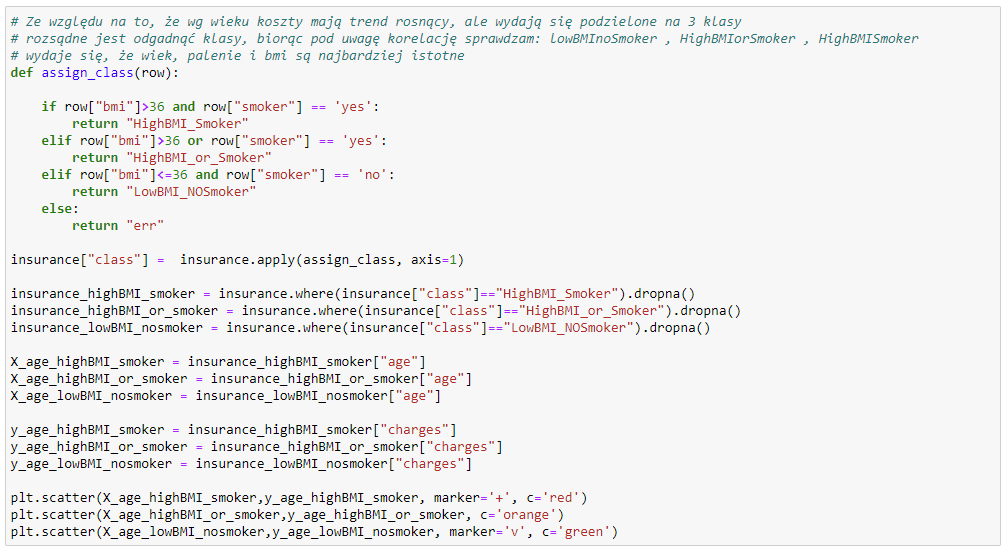 # Ze względu na to, że wg wieku koszty mają trend rosnący, ale wydają się podzielone na 3 klasy
# rozsądne jest odgadnąć klasy, biorąc pod uwagę korelację sprawdzam: lowBMInoSmoker , HighBMIorSmoker , HighBMISmoker
# wydaje się, że wiek, palenie i bmi są najbardziej istotne
def assign_class(row):

    if row["bmi"]>36 and row["smoker"] == 'yes':
        return "HighBMI_Smoker"
    elif row["bmi"]>36 or row["smoker"] == 'yes':
        return "HighBMI_or_Smoker"
    elif row["bmi"]<=36 and row["smoker"] == 'no':
        return "LowBMI_NOSmoker"
    else:
        return "err"

insurance["class"] =  insurance.apply(assign_class, axis=1)

insurance_highBMI_smoker = insurance.where(insurance["class"]=="HighBMI_Smoker").dropna()
insurance_highBMI_or_smoker = insurance.where(insurance["class"]=="HighBMI_or_Smoker").dropna()
insurance_lowBMI_nosmoker = insurance.where(insurance["class"]=="LowBMI_NOSmoker").dropna()

X_age_highBMI_smoker = insurance_highBMI_smoker["age"]
X_age_highBMI_or_smoker = insurance_highBMI_or_smoker["age"]
X_age_lowBMI_nosmoker = insurance_lowBMI_nosmoker["age"]

y_age_highBMI_smoker = insurance_highBMI_smoker["charges"]
y_age_highBMI_or_smoker = insurance_highBMI_or_smoker["charges"]
y_age_lowBMI_nosmoker = insurance_lowBMI_nosmoker["charges"]

plt.scatter(X_age_highBMI_smoker,y_age_highBMI_smoker, marker='+', c='red')
plt.scatter(X_age_highBMI_or_smoker,y_age_highBMI_or_smoker, c='orange')
plt.scatter(X_age_lowBMI_nosmoker,y_age_lowBMI_nosmoker, marker='v', c='green')